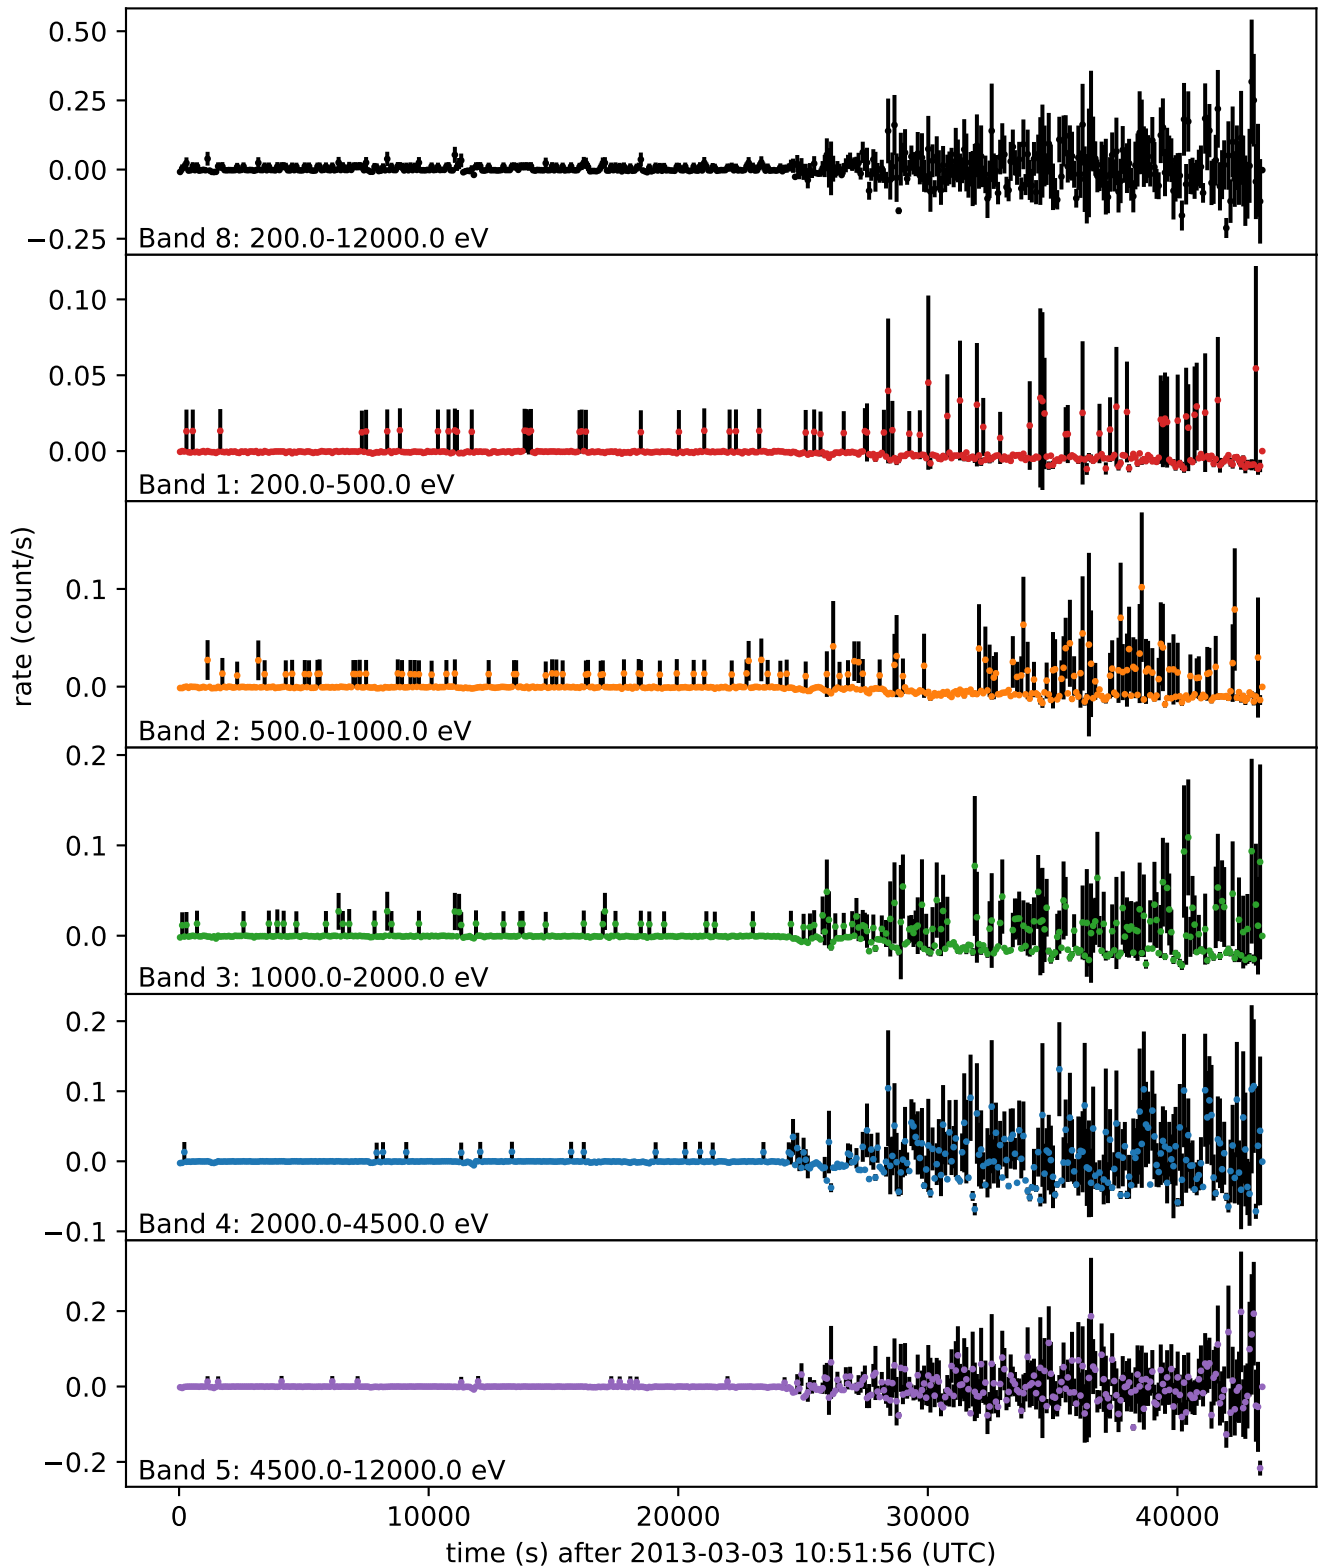 0.50
0.25
0.00
−0.25
Band 8: 200.0-12000.0 eV
0.10
0.05
0.00
Band 1: 200.0-500.0 eV
0.1
0.0
Band 2: 500.0-1000.0 eV
rate (count/s)
0.2
0.1
0.0
Band 3: 1000.0-2000.0 eV
0.2
0.1
0.0
−0.1
Band 4: 2000.0-4500.0 eV
0.2
0.0
−0.2
Band 5: 4500.0-12000.0 eV
0 10000 20000 30000 40000
time (s) after 2013-03-03 10:51:56 (UTC)